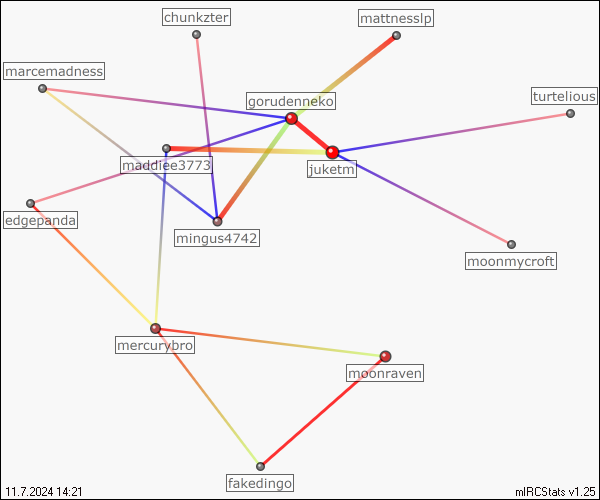 chunkzter
mattnesslp
marcemadness
gorudenneko
turtelious
maddiee3773
juketm
edgepanda
mingus4742
moonmycroft
mercurybro
moonraven
fakedingo
11.7.2024 14:21
mIRCStats v1.25